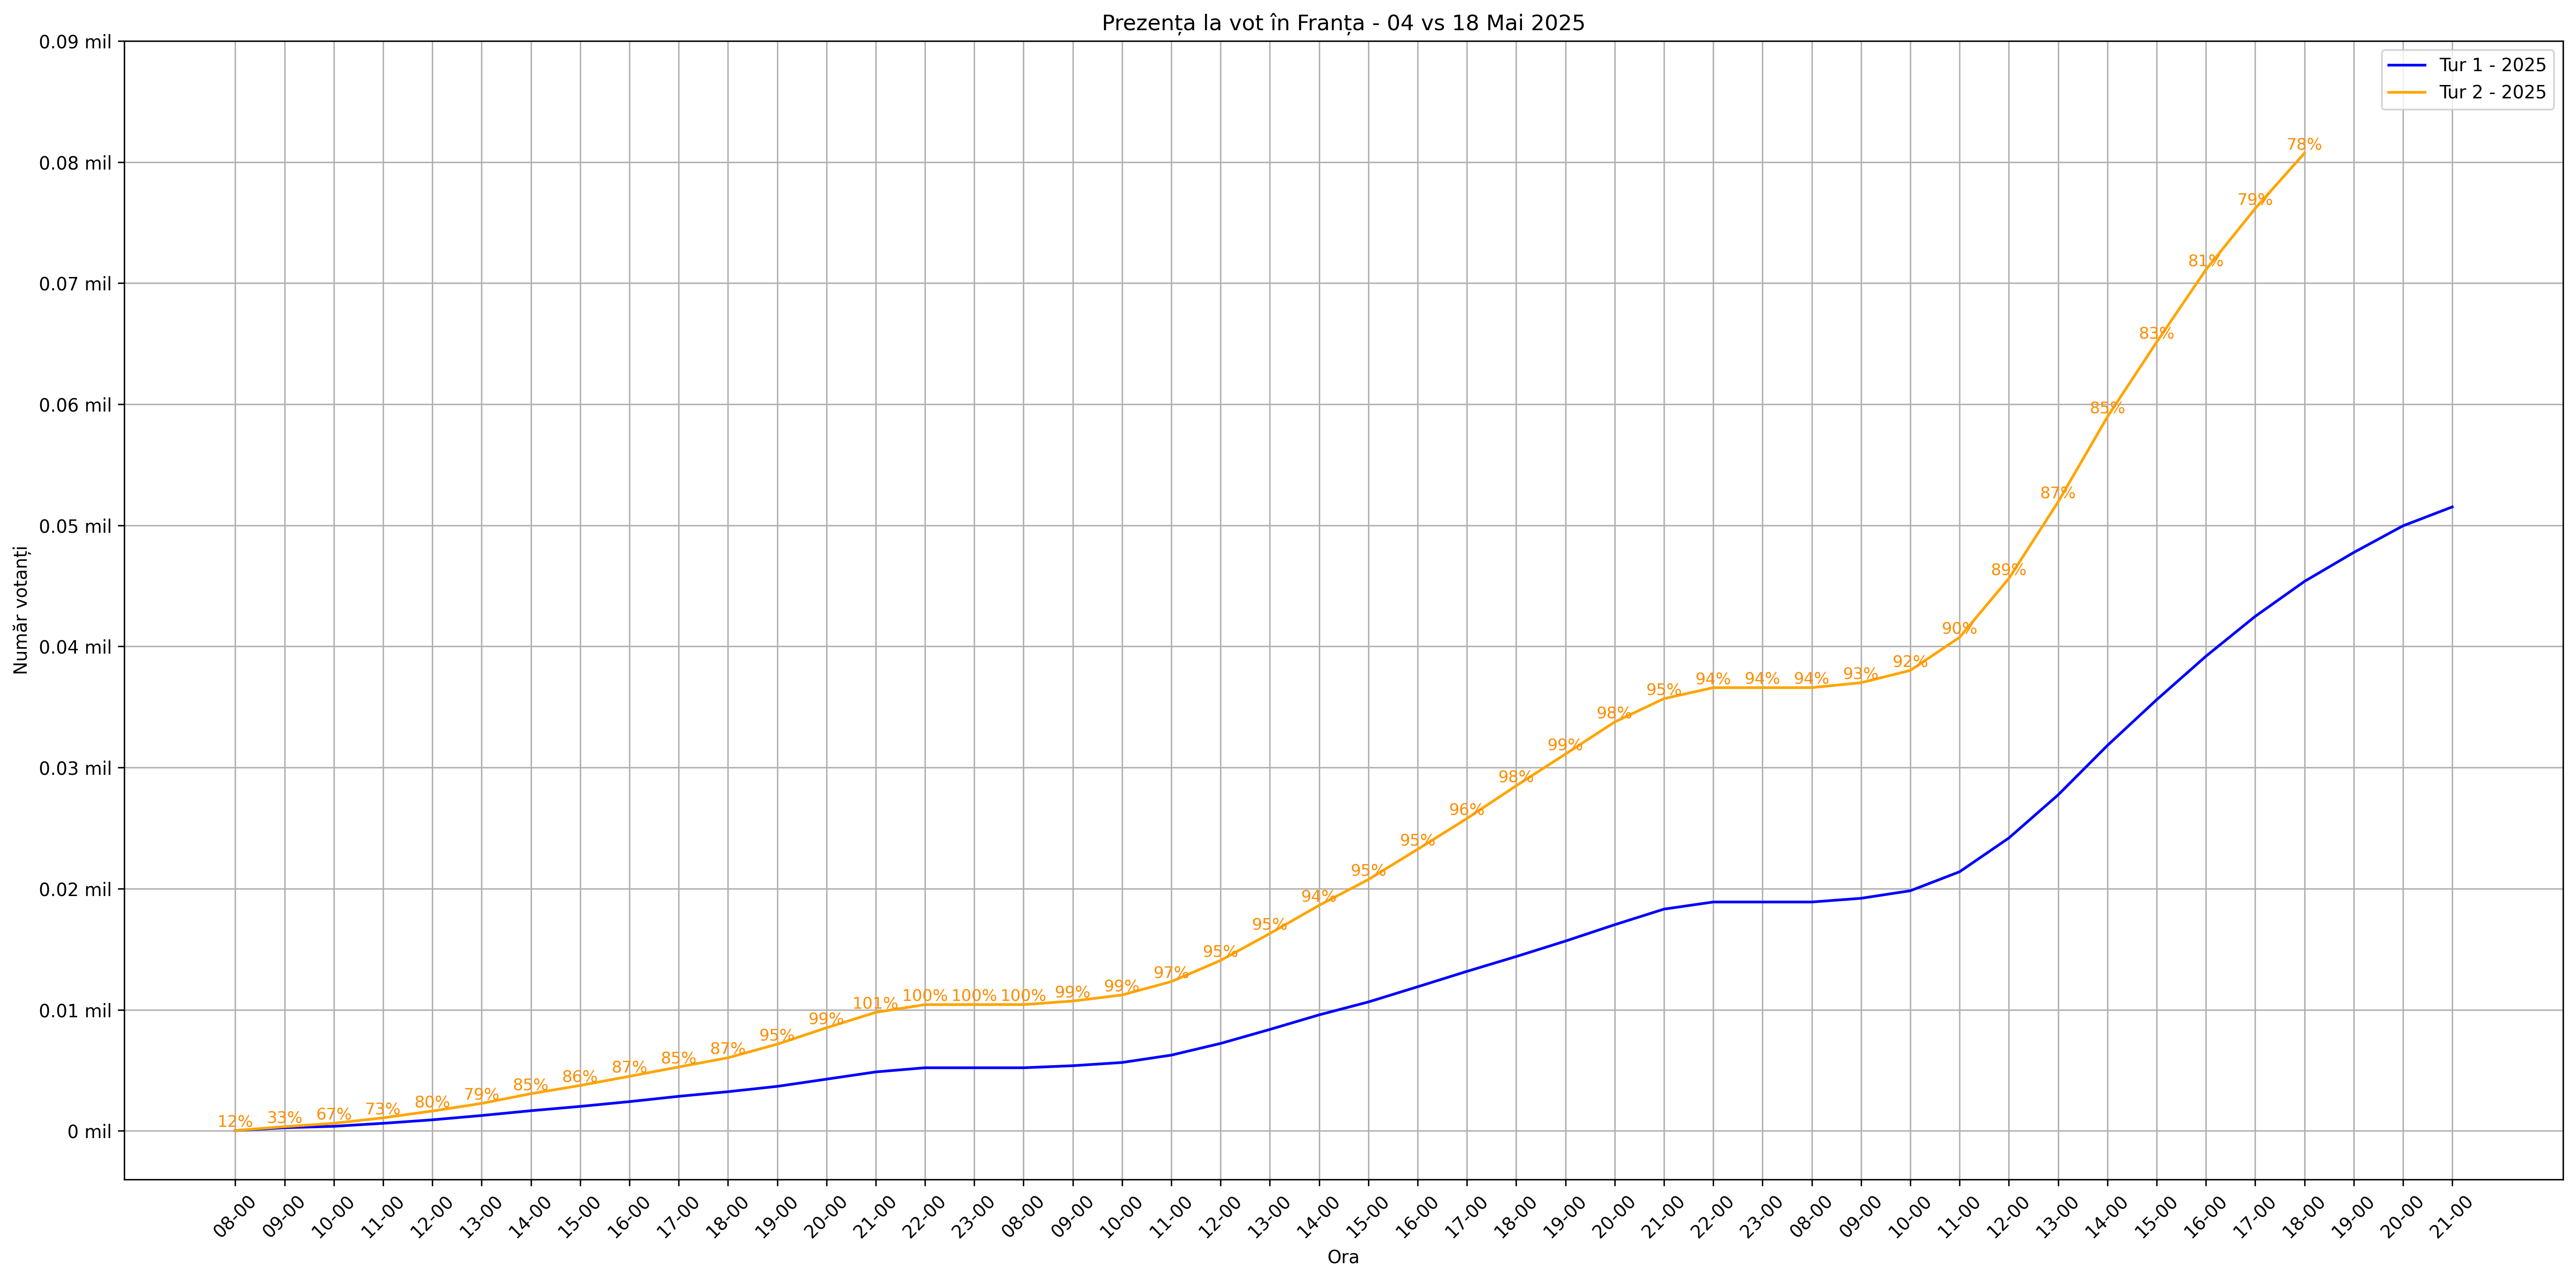 Prezența la vot în Franța - 04 vs 18 Mai 2025
Tur 1 - 2025
Tur 2 - 2025
Număr votanți
0.09 mil
0.08 mil
0.07 mil
0.06 mil
0.05 mil
0.04 mil
0.03 mil
0.02 mil
0.01 mil
0 mil
12% 33% 67% 73% 80% 79% 85% 86% 87% 85% 87% 95% 99% 101% 100% 100% 100% 99% 99% 97% 95% 95% 94% 95% 95% 96% 98% 99% 98% 95% 94% 94% 94% 93% 92% 90% 89% 87% 85% 83% 81% 79% 78%
08-00 09-00 10-00 11-00 12-00 13-00 14-00 15-00 16-00 17-00 18-00 19-00 20-00 21-00 22-00 23-00 08-00 09-00 10-00 11-00 12-00 13-00 14-00 15-00 16-00 17-00 18-00 19-00 20-00 21-00 22-00 23-00 08-00 09-00 10-00 11-00 12-00 13-00 14-00 15-00 16-00 17-00 18-00 19-00 20-00 21-00
Ora